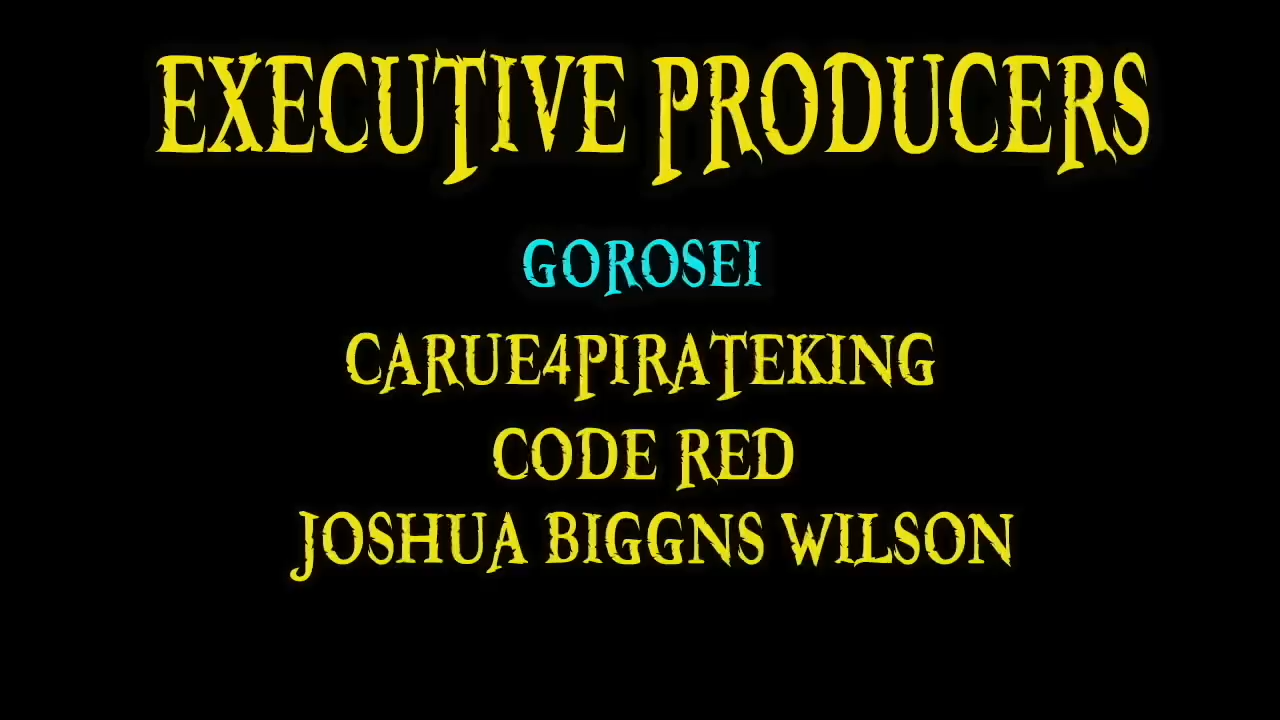 EXECUTIVE PRODUCERS
GOROSEI
CARUE4PIRATEKING
CODE RED
JOSHUA BIGGNS WILSON